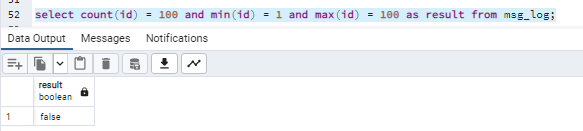 52 select count(id) = 100 and min(id) = 1 and max(id) = 100 as result from msg_log;
Data Output Messages Notifications
result
boolean
1 false